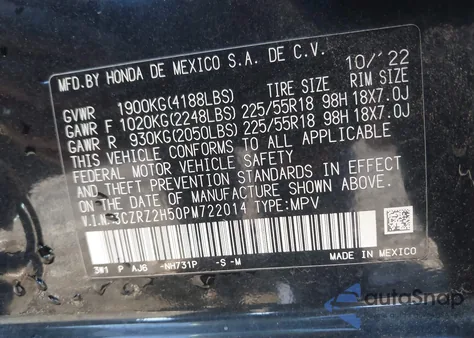 MFD.BY HONDA DE MEXICO S.A. DE C.V. 10/'22
GVWR 1900KG(4188LBS) TIRE SIZE RIM SIZE
GAWR F 1020KG(2248LBS) 225/55R18 98H 18X7.0J
GAWR R 930KG(2050LBS) 225/55R18 98H 18X7.0J
THIS VEHICLE CONFORMS TO ALL APPLICABLE
FEDERAL MOTOR VEHICLE SAFETY
AND THEFT PREVENTION STANDARDS IN EFFECT
ON THE DATE OF MANUFACTURE SHOWN ABOVE.
V.I.N.:3CZRZ2H50PM722014 TYPE:MPV
P AJ6 -NH731P -S -M
MADE IN MEXICO
autoSnap